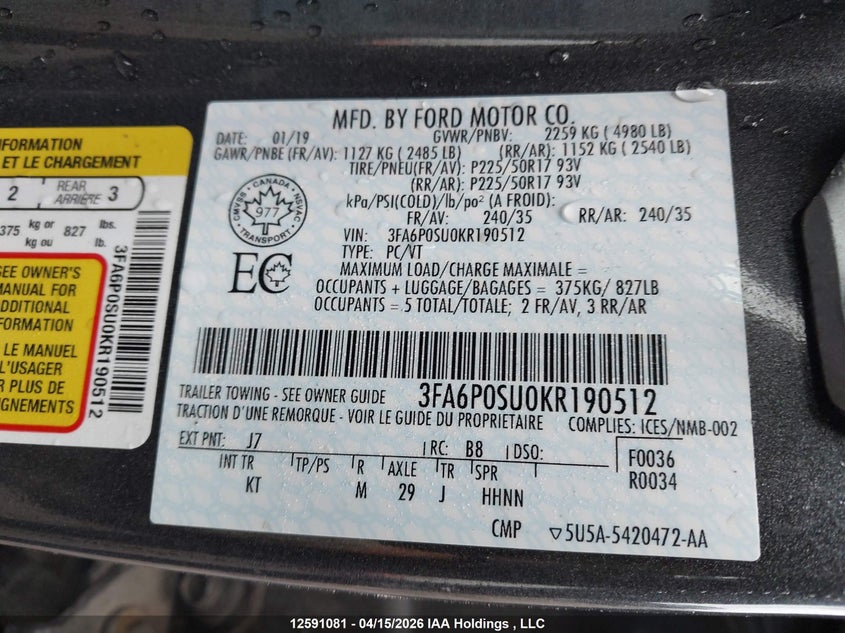 INFORMATION
ET LE CHARGEMENT
2 REAR ARRIÈRE 3
375 kg or kg ou 827 lbs. lb.
SEE OWNER'S
MANUAL FOR
ADDITIONAL
INFORMATION
LE MANUEL
L'USAGER
PLUS DE
3FA6P0SU0KR190512
MFD. BY FORD MOTOR CO.
DATE: 01/19 GVWR/PNBV: 2259 KG ( 4980 LB)
GAWR/PNBE (FR/AV): 1127 KG ( 2485 LB) (RR/AR): 1152 KG ( 2540 LB)
TIRE/PNEU(FR/AV): P225/50R17 93V
(RR/AR): P225/50R17 93V
kPa/PSI(COLD)/lb/po² (A FROID):
FR/AV: 240/35 RR/AR: 240/35
CANADA
CMVSS NSVAC
977
TRANSPORT
VIN: 3FA6P0SU0KR190512
TYPE: PC/VT
EC
MAXIMUM LOAD/CHARGE MAXIMALE =
OCCUPANTS + LUGGAGE/BAGAGES = 375KG/ 827LB
OCCUPANTS = 5 TOTAL/TOTALE; 2 FR/AV, 3 RR/AR
TRAILER TOWING - SEE OWNER GUIDE 3FA6P0SU0KR190512
TRACTION D'UNE REMORQUE - VOIR LE GUIDE DU PROPRIETAIRE COMPLIES: ICES/NMB-002
EXT PNT: J7 RC: B8 DSO: F0036
INT TR TP/PS R AXLE TR SPR R0034
KT M 29 J HHNN
CMP ▽5U5A-5420472-AA
12591081 - 04/15/2026 IAA Holdings , LLC